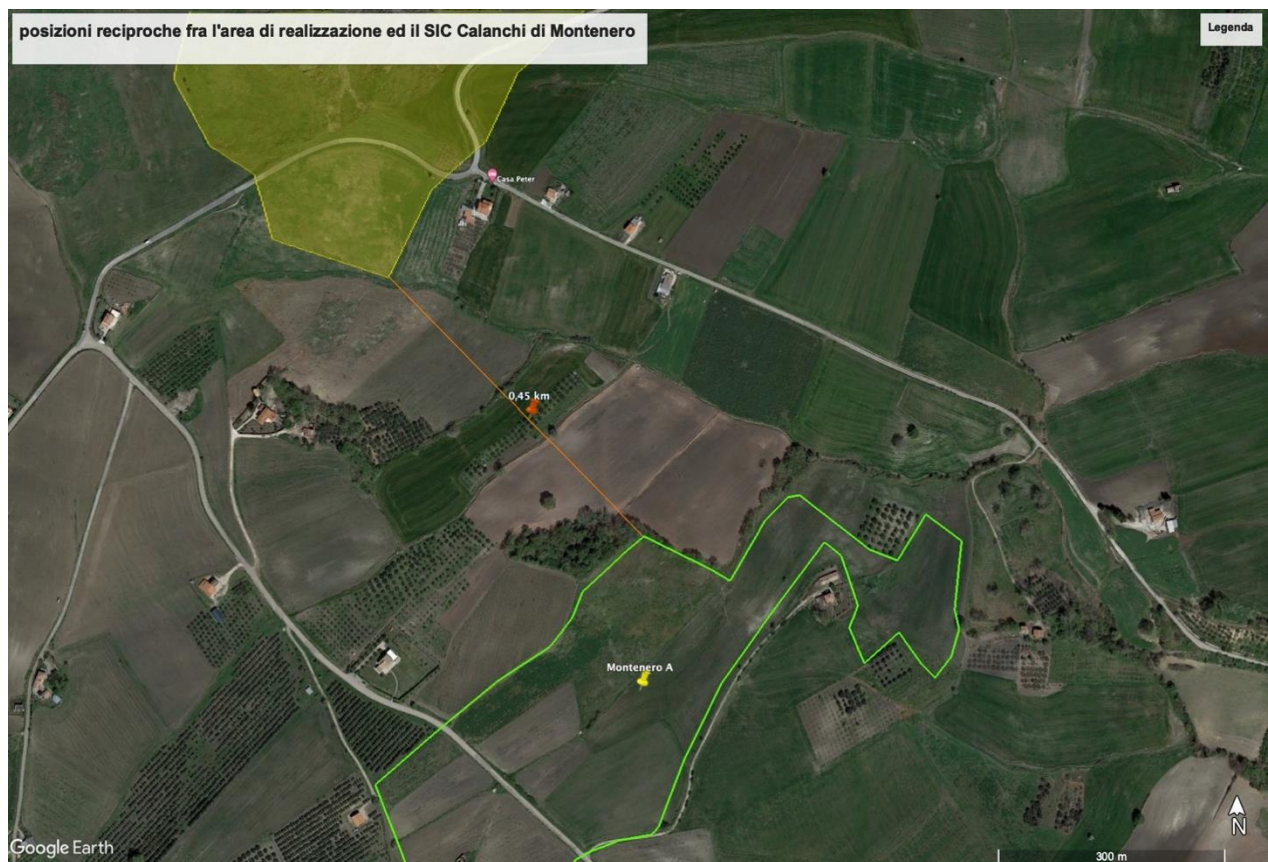 posizioni reciproche fra l'area di realizzazione ed il SIC Calanchi di Montenero
Legenda
Casa Peter
0,45 km
Montenero A
Google Earth
N
300 m